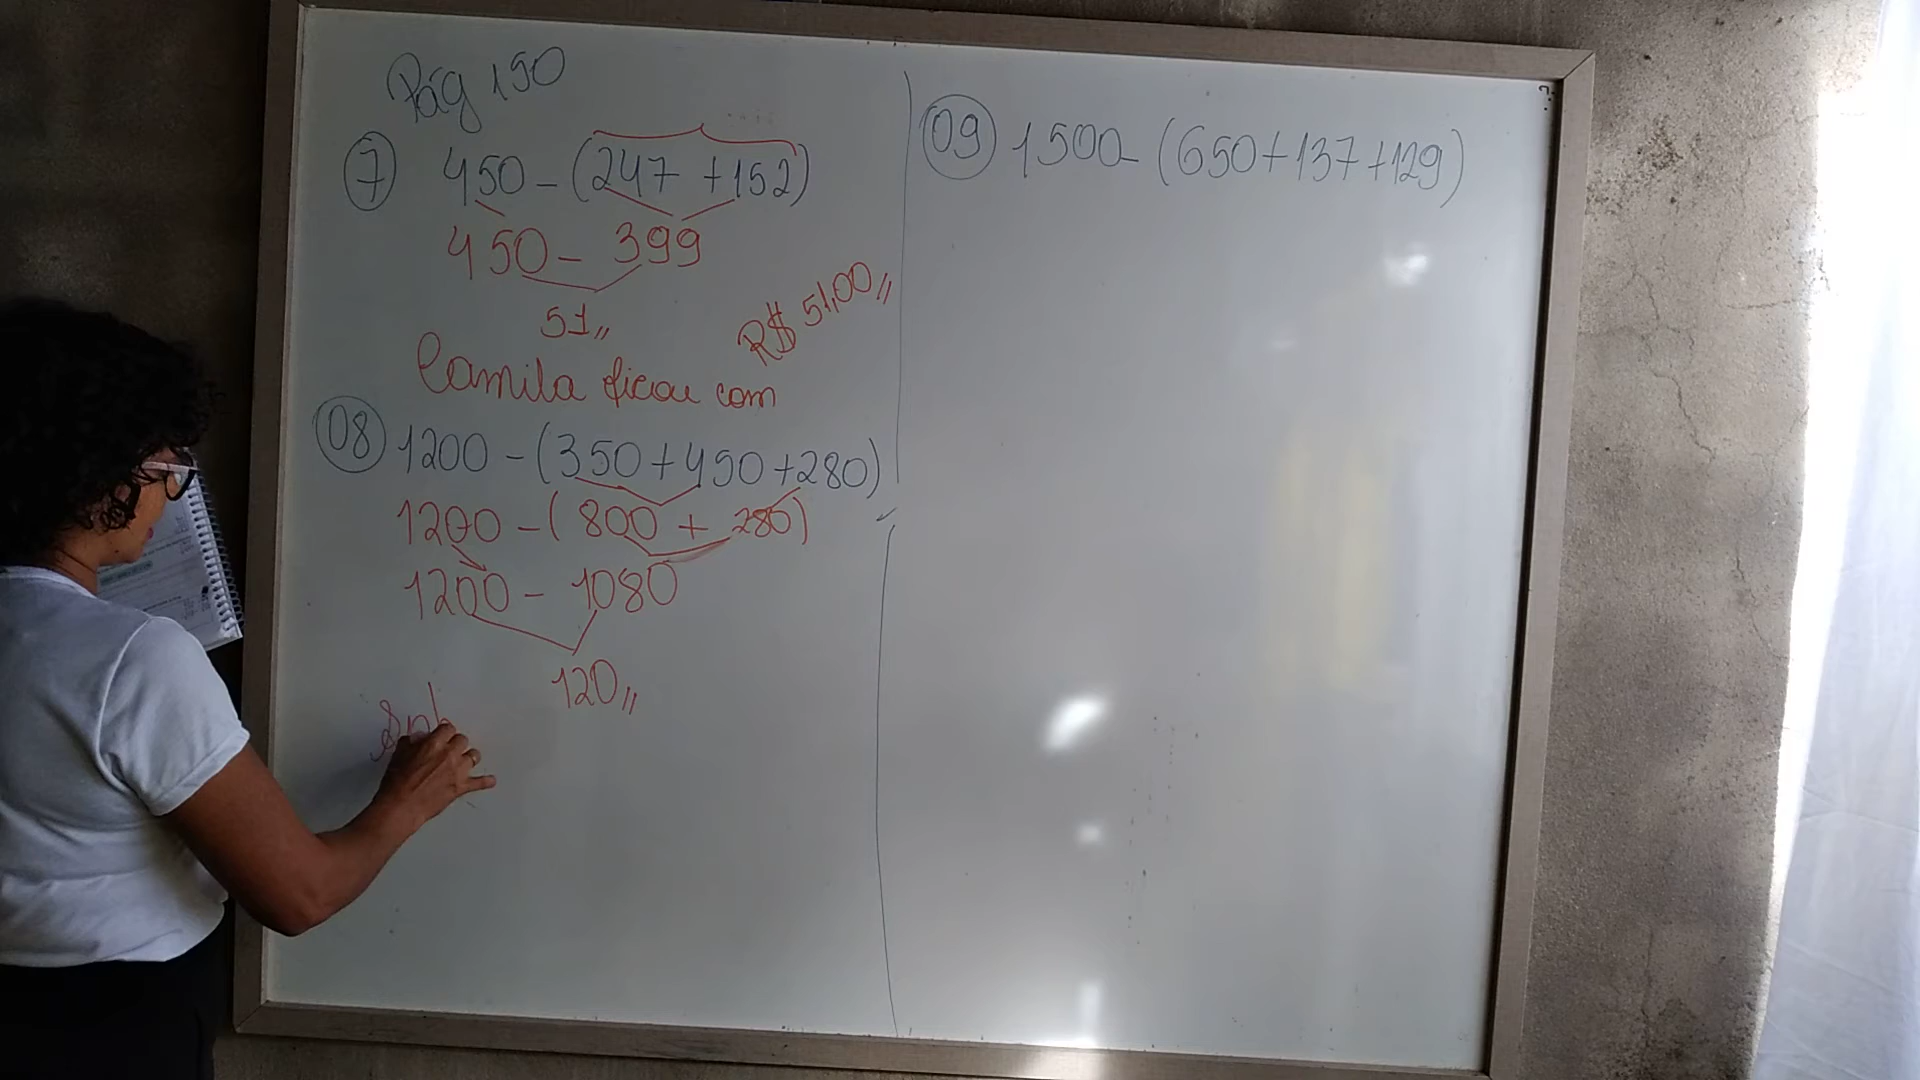 Pág 150
7 450 - (247 + 152)
450 - 399
51,,
Camila ficou com R$ 51,00,,
08 1200 - (350 + 450 + 280)
1200 - (800 + 280)
1200 - 1080
120,,
09 1500 - (650 + 137 + 129)